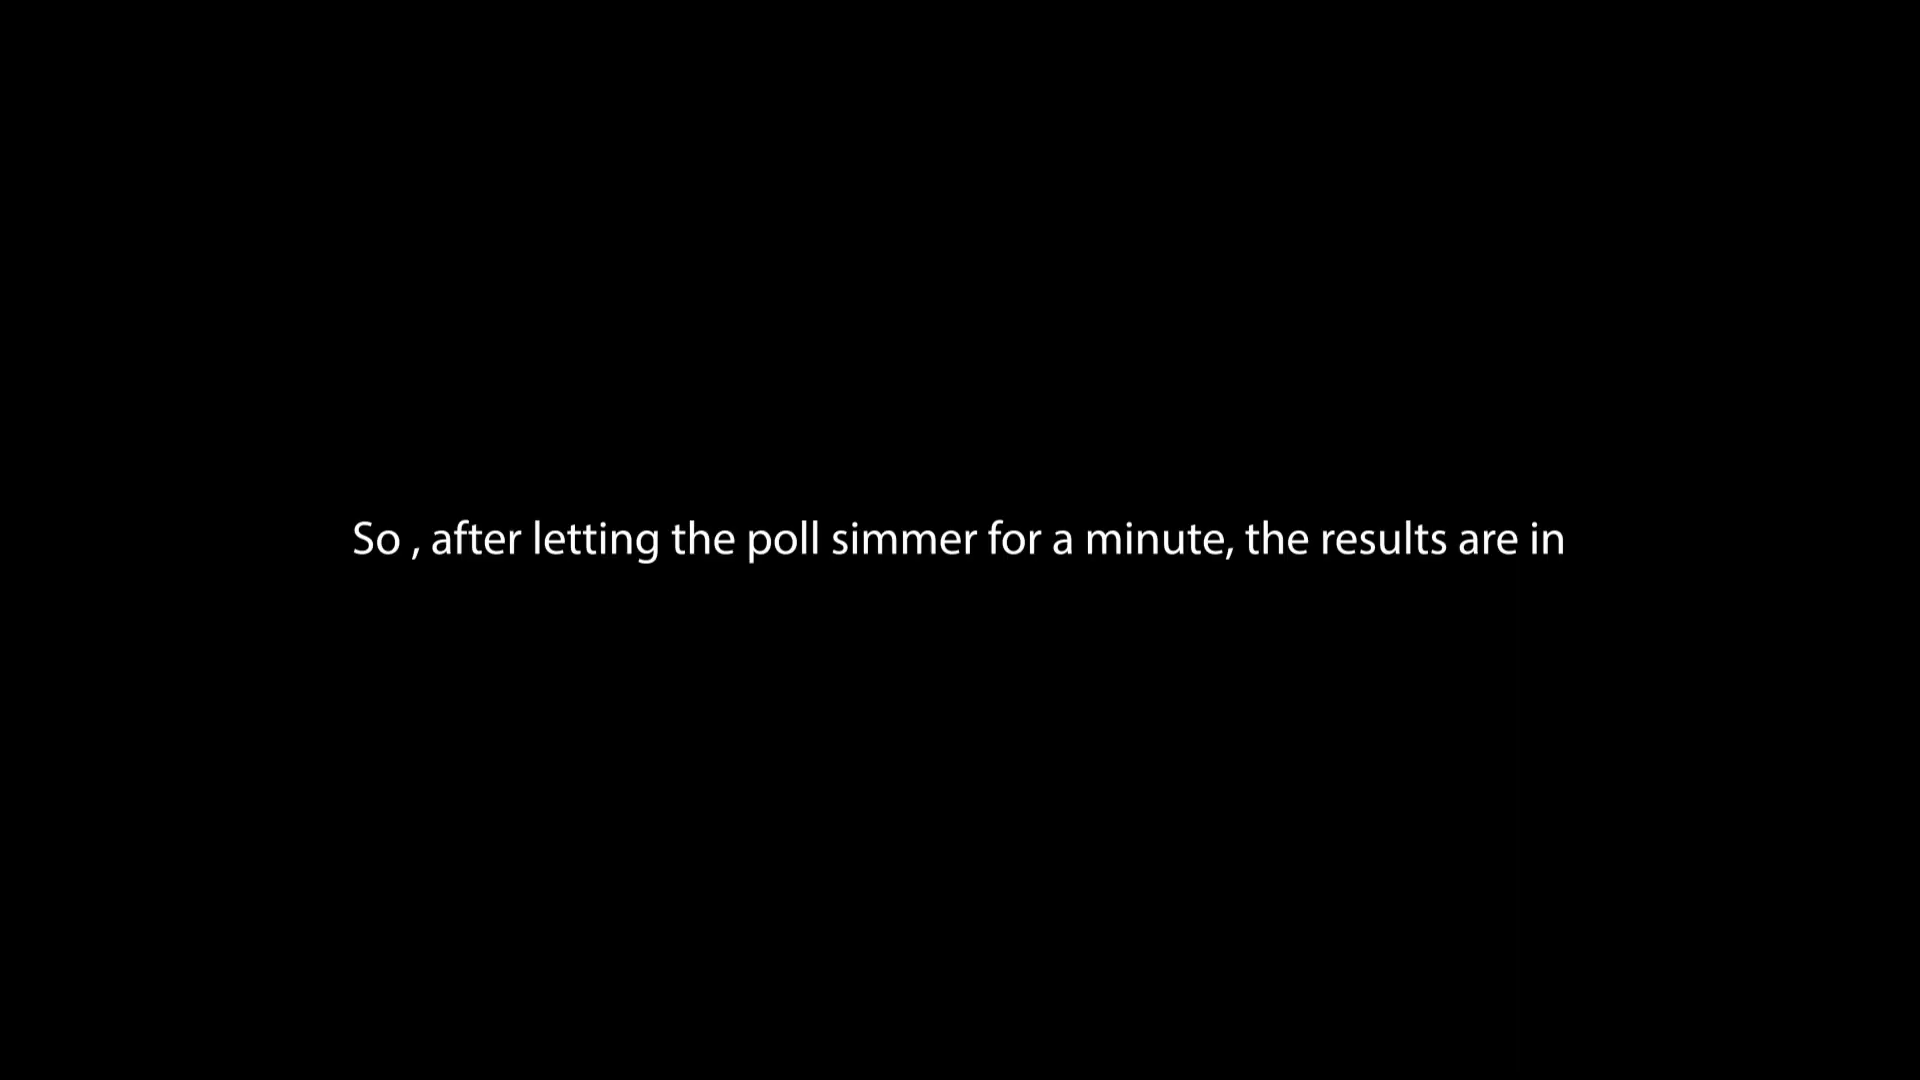 So , after letting the poll simmer for a minute, the results are in